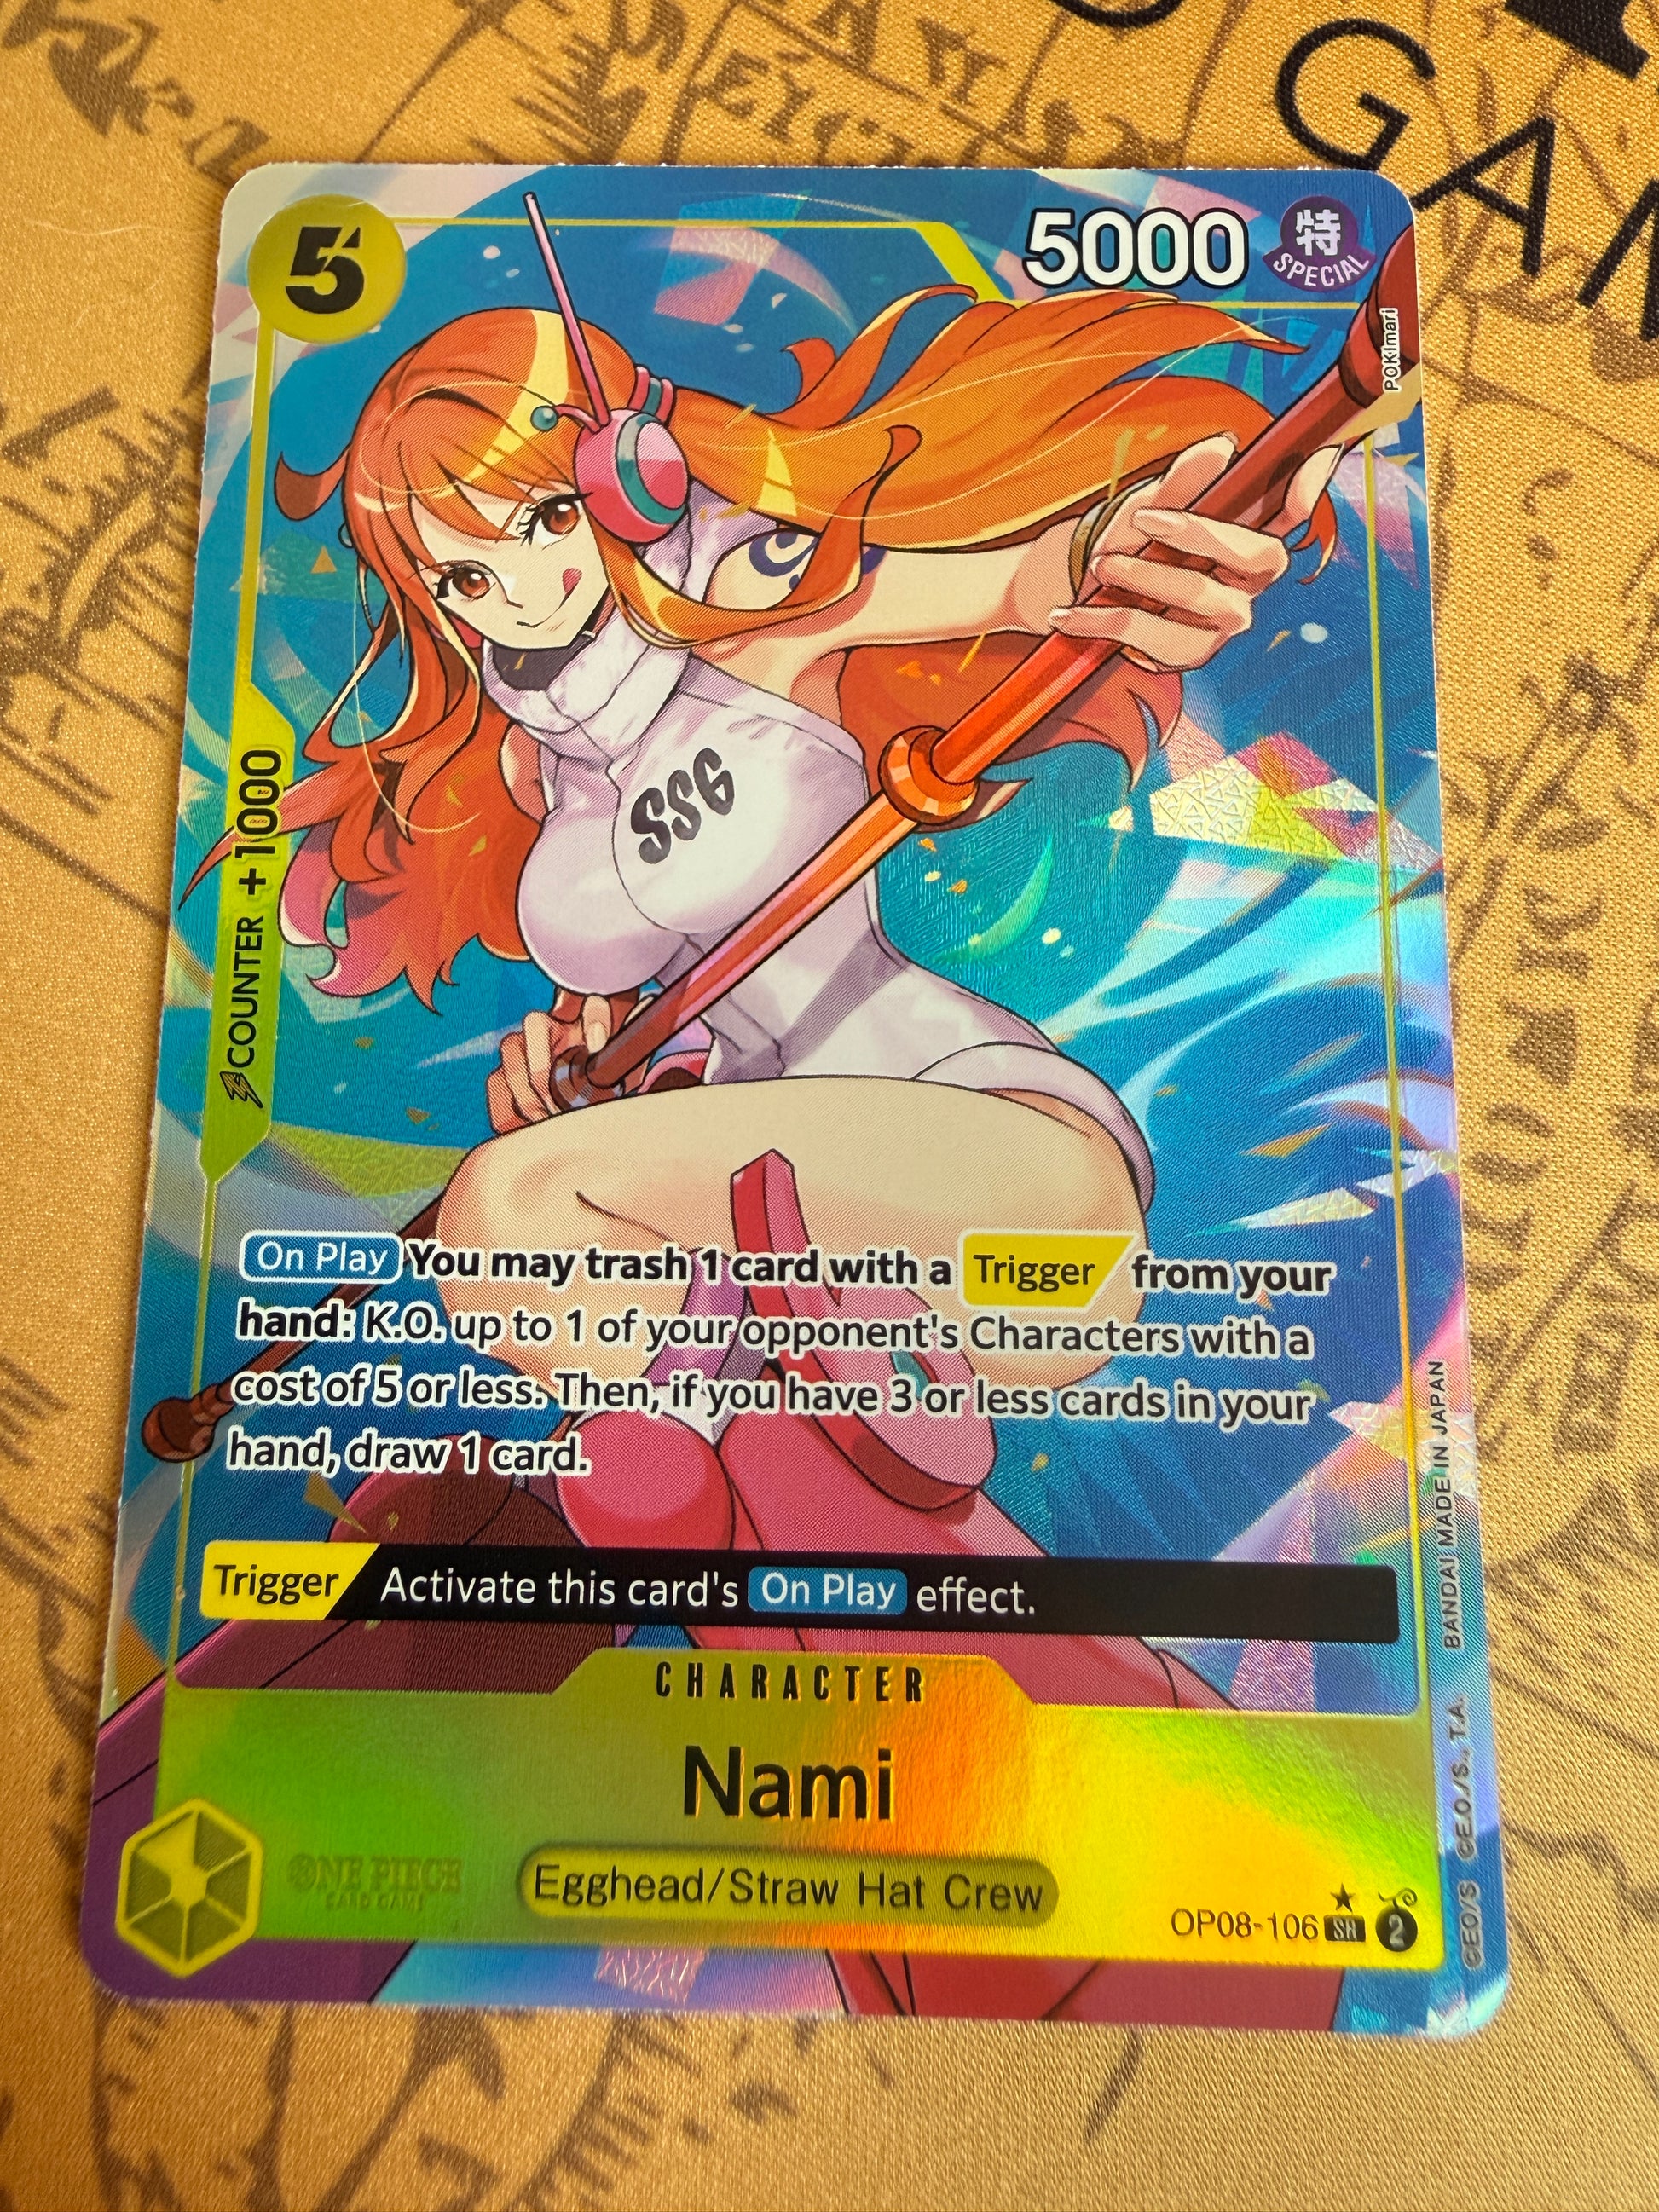 GAM
5
5000
特
SPECIAL
POKImari
SSG
COUNTER +1000
On Play You may trash 1 card with a Trigger from your
hand: K.O. up to 1 of your opponent's Characters with a
cost of 5 or less. Then, if you have 3 or less cards in your
hand, draw 1 card.
Trigger Activate this card's On Play effect.
CHARACTER
Nami
Egghead/Straw Hat Crew
ONE PIECE
CARD GAME
OP08-106 SR 2
BANDAI MADE IN JAPAN
©EO/S ©E.O./S., T.A.